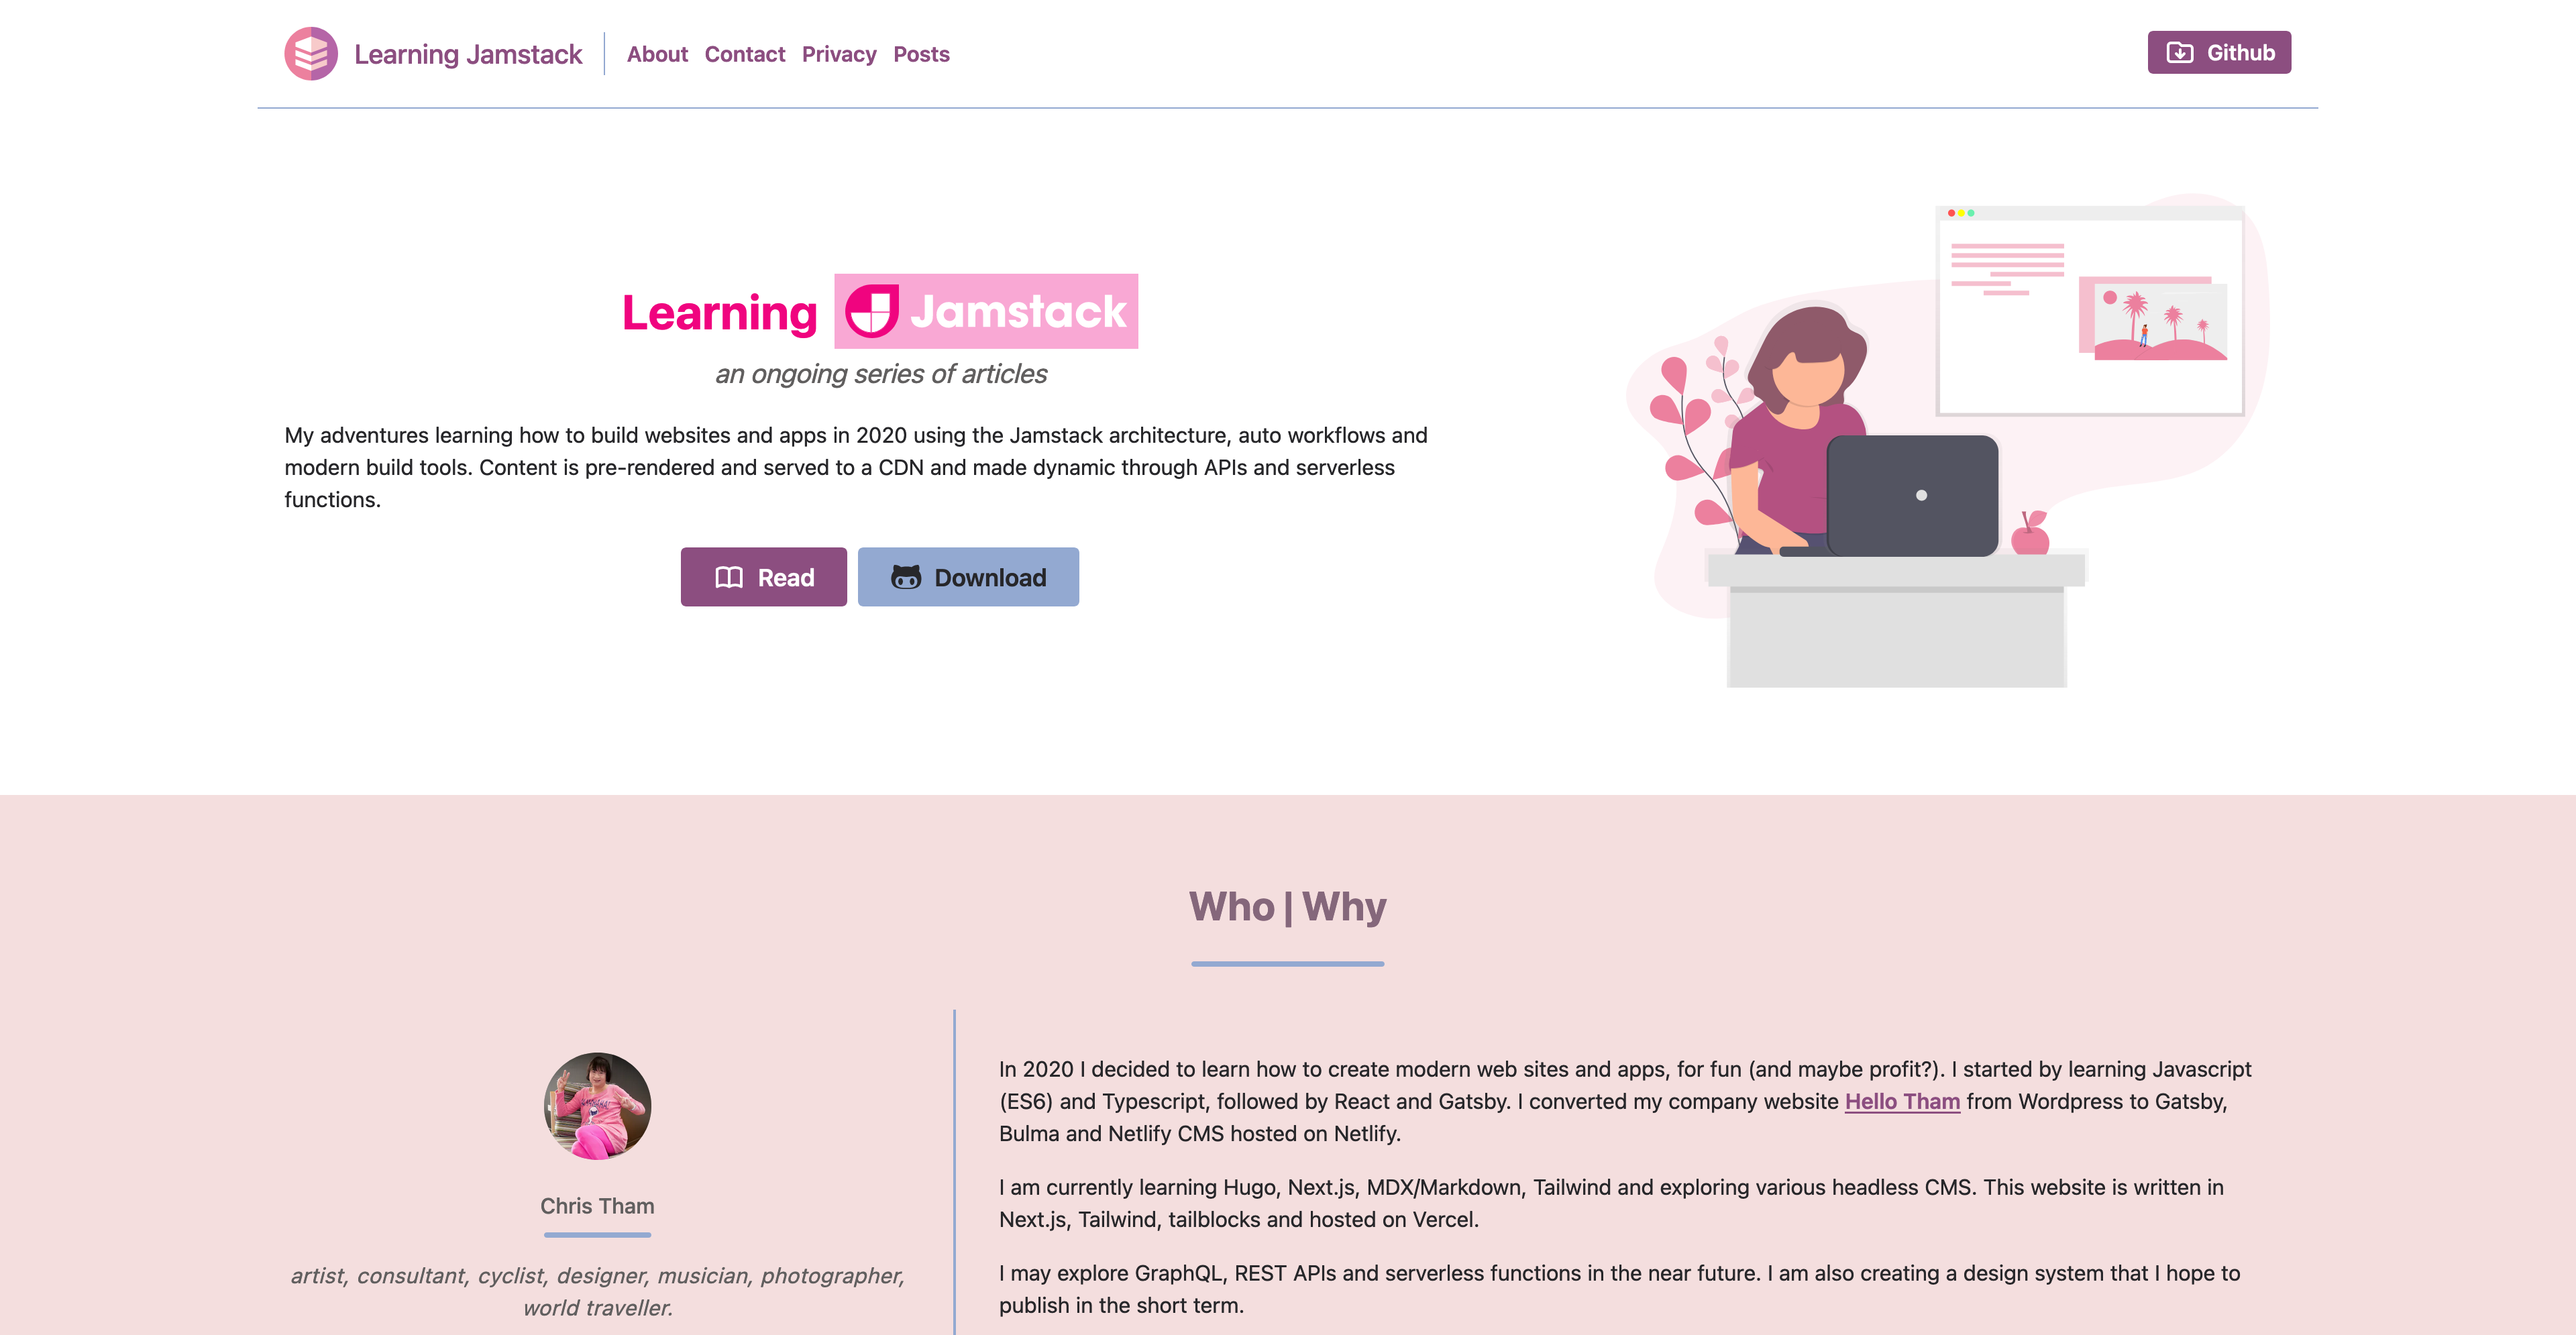 Learning Jamstack
About Contact Privacy Posts
Github
Learning Jamstack
an ongoing series of articles
My adventures learning how to build websites and apps in 2020 using the Jamstack architecture, auto workflows and
modern build tools. Content is pre-rendered and served to a CDN and made dynamic through APIs and serverless
functions.
Read
Download
Who | Why
Chris Tham
artist, consultant, cyclist, designer, musician, photographer,
world traveller.
In 2020 I decided to learn how to create modern web sites and apps, for fun (and maybe profit?). I started by learning Javascript
(ES6) and Typescript, followed by React and Gatsby. I converted my company website Hello Tham from Wordpress to Gatsby,
Bulma and Netlify CMS hosted on Netlify.
I am currently learning Hugo, Next.js, MDX/Markdown, Tailwind and exploring various headless CMS. This website is written in
Next.js, Tailwind, tailblocks and hosted on Vercel.
I may explore GraphQL, REST APIs and serverless functions in the near future. I am also creating a design system that I hope to
publish in the short term.